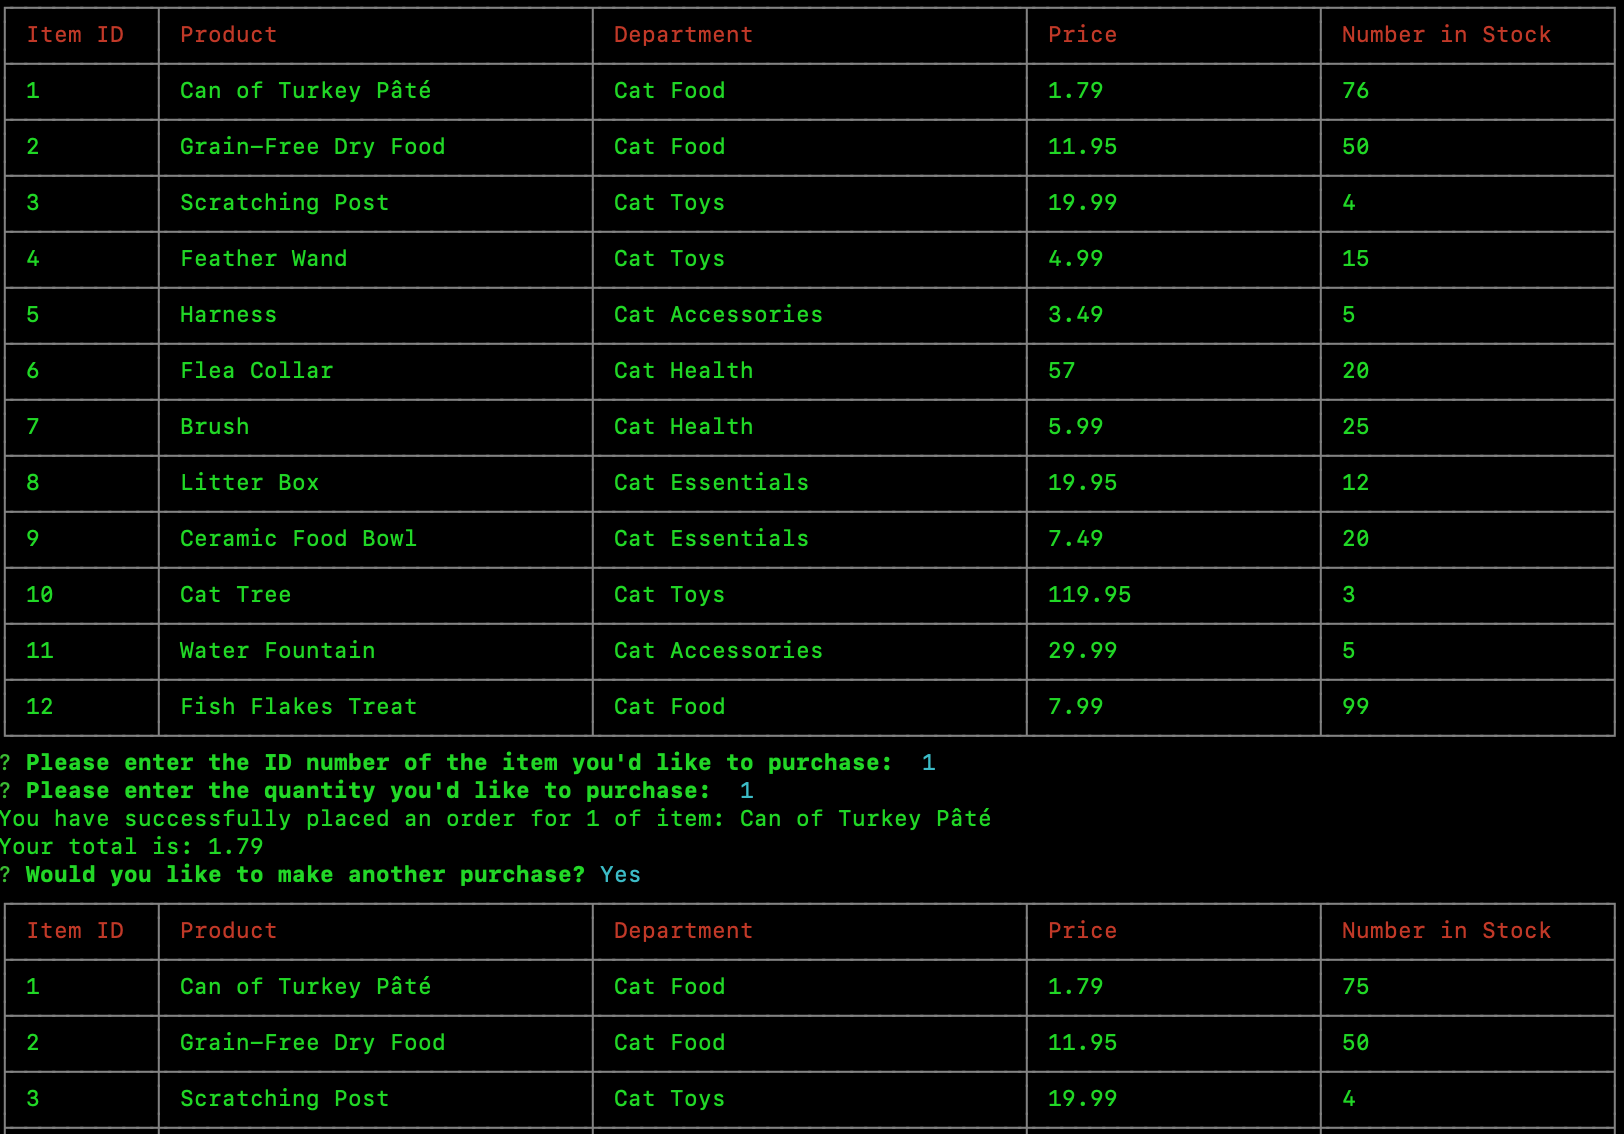 Item ID Product Department Price Number in Stock
1 Can of Turkey Pâté Cat Food 1.79 76
2 Grain-Free Dry Food Cat Food 11.95 50
3 Scratching Post Cat Toys 19.99 4
4 Feather Wand Cat Toys 4.99 15
5 Harness Cat Accessories 3.49 5
6 Flea Collar Cat Health 57 20
7 Brush Cat Health 5.99 25
8 Litter Box Cat Essentials 19.95 12
9 Ceramic Food Bowl Cat Essentials 7.49 20
10 Cat Tree Cat Toys 119.95 3
11 Water Fountain Cat Accessories 29.99 5
12 Fish Flakes Treat Cat Food 7.99 99
? Please enter the ID number of the item you'd like to purchase: 1
? Please enter the quantity you'd like to purchase: 1
You have successfully placed an order for 1 of item: Can of Turkey Pâté
Your total is: 1.79
? Would you like to make another purchase? Yes
Item ID Product Department Price Number in Stock
1 Can of Turkey Pâté Cat Food 1.79 75
2 Grain-Free Dry Food Cat Food 11.95 50
3 Scratching Post Cat Toys 19.99 4